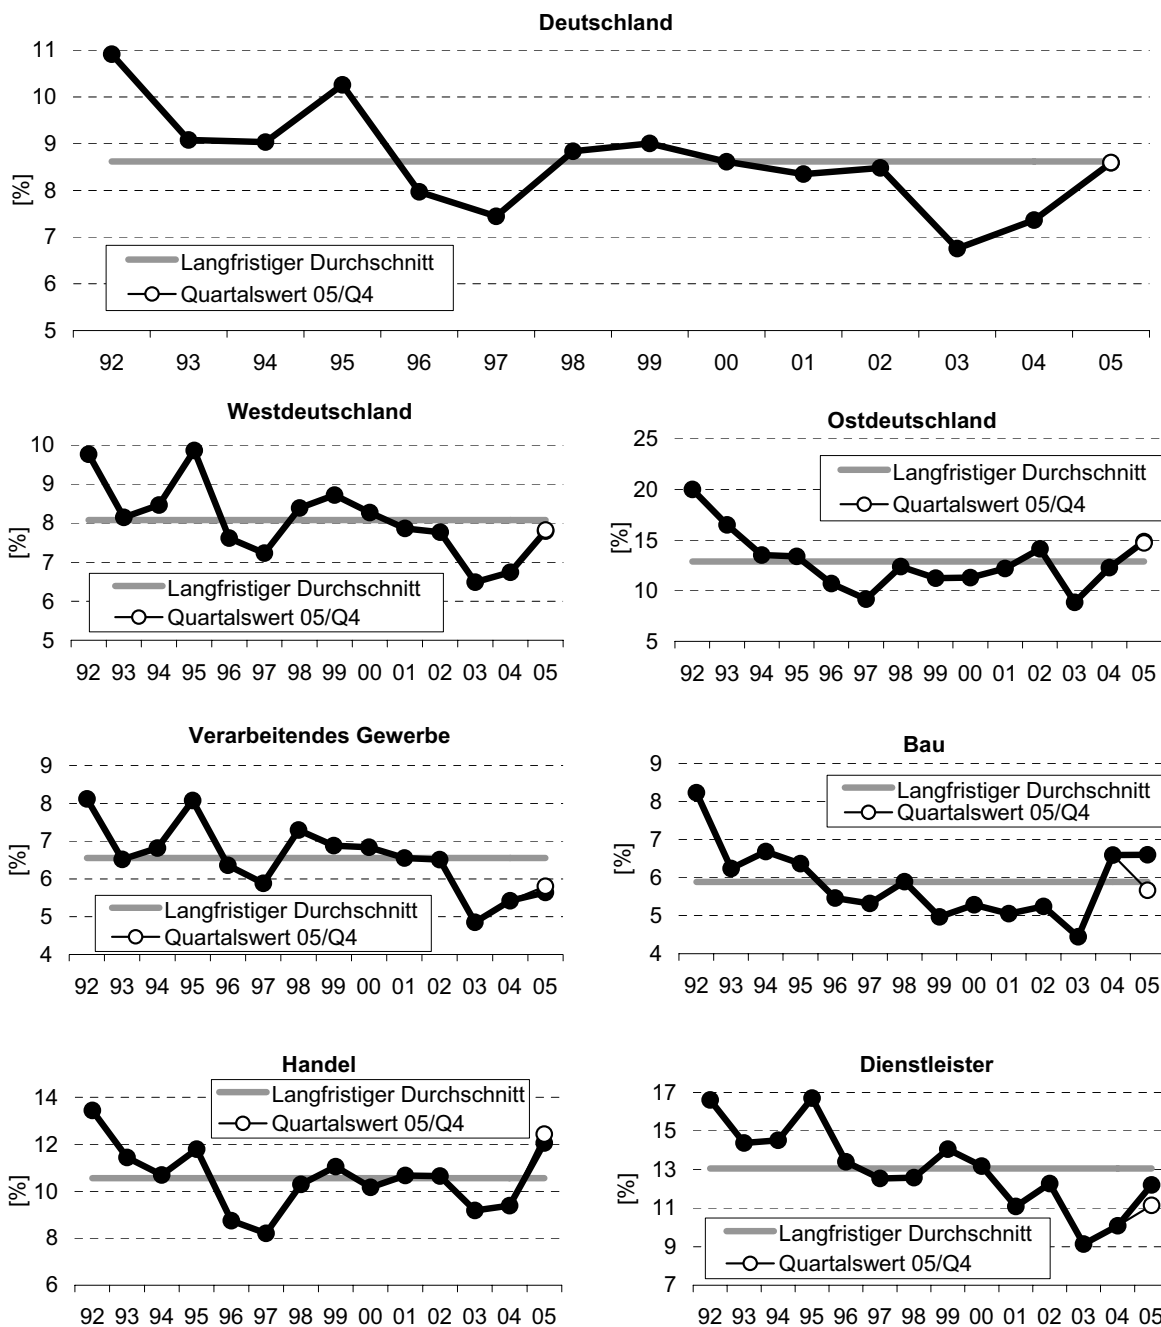 Deutschland
11
10
9
8
7
6
5
[%]
Langfristiger Durchschnitt
Quartalswert 05/Q4
92 93 94 95 96 97 98 99 00 01 02 03 04 05
Westdeutschland
10
9
8
7
6
5
[%]
Langfristiger Durchschnitt
Quartalswert 05/Q4
92 93 94 95 96 97 98 99 00 01 02 03 04 05
Ostdeutschland
25
20
15
10
5
[%]
Langfristiger Durchschnitt
Quartalswert 05/Q4
92 93 94 95 96 97 98 99 00 01 02 03 04 05
Verarbeitendes Gewerbe
9
8
7
6
5
4
[%]
Langfristiger Durchschnitt
Quartalswert 05/Q4
92 93 94 95 96 97 98 99 00 01 02 03 04 05
Bau
9
8
7
6
5
4
[%]
Langfristiger Durchschnitt
Quartalswert 05/Q4
92 93 94 95 96 97 98 99 00 01 02 03 04 05
Handel
14
12
10
8
6
[%]
Langfristiger Durchschnitt
Quartalswert 05/Q4
92 93 94 95 96 97 98 99 00 01 02 03 04 05
Dienstleister
17
15
13
11
9
7
[%]
Langfristiger Durchschnitt
Quartalswert 05/Q4
92 93 94 95 96 97 98 99 00 01 02 03 04 05